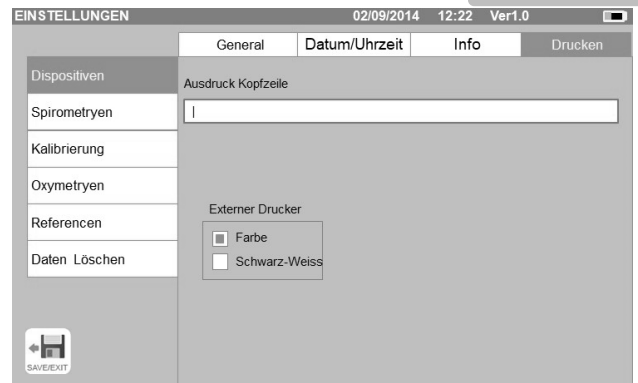 EINSTELLUNGEN 02/09/2014 12:22 Ver1.0
General Datum/Uhrzeit Info Drucken
Dispositiven
Spirometryen
Kalibrierung
Oxymetryen
Referencen
Daten Löschen
Ausdruck Kopfzeile
Externer Drucker
Farbe
Schwarz-Weiss
SAVE/EXIT